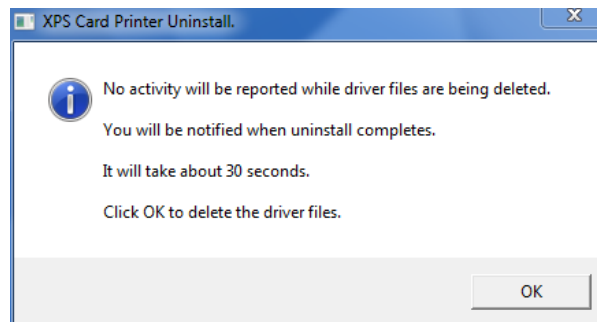 XPS Card Printer Uninstall.
No activity will be reported while driver files are being deleted.
You will be notified when uninstall completes.
It will take about 30 seconds.
Click OK to delete the driver files.
OK